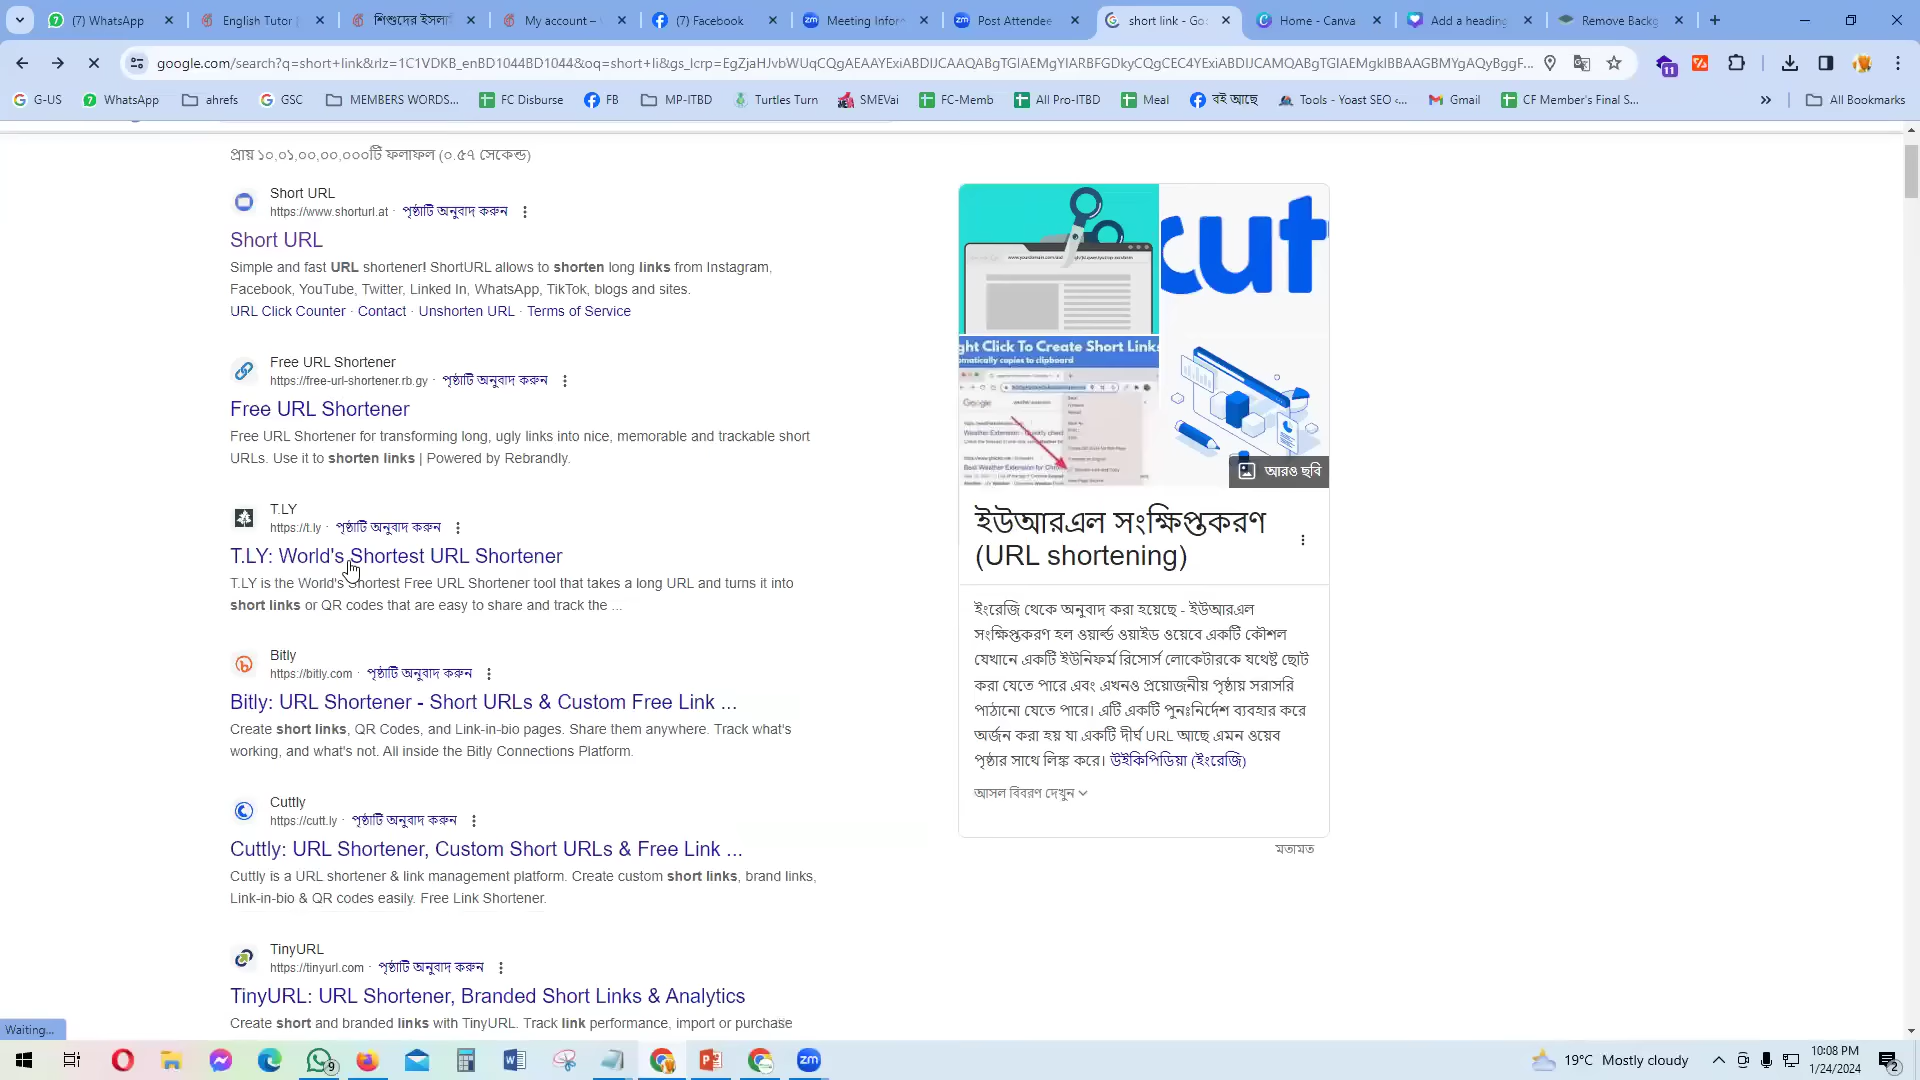 (7) WhatsApp
English Tutor |
শিশুদের ইসলা
My account –
(7) Facebook
Meeting Infor
Post Attendee
short link - Go
Home - Canva
Add a heading
Remove Backg
google.com/search?q=short+link&rlz=1C1VDKB_enBD1044BD1044&oq=short+li&gs_lcrp=EgZjaHJvbWUqCQgAEAAYExiABDIJCAAQABgTGIAEMgYIARBFGDkyCQgCEC4YExiABDIJCAMQABgTGIAEMgkIBBAAGBMYgAQyBggF...
11
G-US
WhatsApp
ahrefs
GSC
MEMBERS WORDS...
FC Disburse
FB
MP-ITBD
Turtles Turn
SMEVai
FC-Memb
All Pro-ITBD
Meal
বই আছে
Tools - Yoast SEO ‹...
Gmail
CF Member's Final S...
»
All Bookmarks
প্রায় ১০,০১,০০,০০,০০০টি ফলাফল (০.৫৭ সেকেন্ড)
Short URL
https://www.shorturl.at · পৃষ্ঠাটি অনুবাদ করুন
Short URL
Simple and fast URL shortener! ShortURL allows to shorten long links from Instagram,
Facebook, YouTube, Twitter, Linked In, WhatsApp, TikTok, blogs and sites.
URL Click Counter · Contact · Unshorten URL · Terms of Service
Free URL Shortener
https://free-url-shortener.rb.gy · পৃষ্ঠাটি অনুবাদ করুন
Free URL Shortener
Free URL Shortener for transforming long, ugly links into nice, memorable and trackable short
URLs. Use it to shorten links | Powered by Rebrandly.
T.LY
https://t.ly · পৃষ্ঠাটি অনুবাদ করুন
T.LY: World's Shortest URL Shortener
T.LY is the World's Shortest Free URL Shortener tool that takes a long URL and turns it into
short links or QR codes that are easy to share and track the ...
Bitly
https://bitly.com · পৃষ্ঠাটি অনুবাদ করুন
Bitly: URL Shortener - Short URLs & Custom Free Link ...
Create short links, QR Codes, and Link-in-bio pages. Share them anywhere. Track what's
working, and what's not. All inside the Bitly Connections Platform.
Cuttly
https://cutt.ly · পৃষ্ঠাটি অনুবাদ করুন
Cuttly: URL Shortener, Custom Short URLs & Free Link ...
Cuttly is a URL shortener & link management platform. Create custom short links, brand links,
Link-in-bio & QR codes easily. Free Link Shortener.
TinyURL
https://tinyurl.com · পৃষ্ঠাটি অনুবাদ করুন
TinyURL: URL Shortener, Branded Short Links & Analytics
Create short and branded links with TinyURL. Track link performance, import or purchase
cut
ght Click To Create Short Links
omatically copies to clipboard
Google
আরও ছবি
ইউআরএল সংক্ষিপ্তকরণ
(URL shortening)
ইংরেজি থেকে অনুবাদ করা হয়েছে - ইউআরএল
সংক্ষিপ্তকরণ হল ওয়ার্ল্ড ওয়াইড ওয়েবে একটি কৌশল
যেখানে একটি ইউনিফর্ম রিসোর্স লোকেটারকে যথেষ্ট ছোট
করা যেতে পারে এবং এখনও প্রয়োজনীয় পৃষ্ঠায় সরাসরি
পাঠানো যেতে পারে। এটি একটি পুনঃনির্দেশ ব্যবহার করে
অর্জন করা হয় যা একটি দীর্ঘ URL আছে এমন ওয়েব
পৃষ্ঠার সাথে লিঙ্ক করে। উইকিপিডিয়া (ইংরেজি)
আসল বিবরণ দেখুন
মতামত
Waiting...
9
19°C Mostly cloudy
10:08 PM
1/24/2024
2